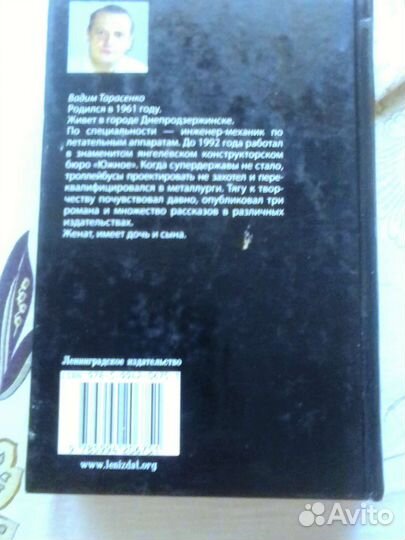 Вадим Тарасенко
Родился в 1961 году.
Живет в городе Днепродзержинске.
По специальности — инженер-механик по
летательным аппаратам. До 1992 года работал
в знаменитом янгелевском конструкторском
бюро «Южное». Когда супердержавы не стало,
троллейбусы проектировать не захотел и пере-
квалифицировался в металлурги. Тягу к твор-
честву почувствовал давно, опубликовал три
романа и множество рассказов в различных
издательствах.
Женат, имеет дочь и сына.
Ленинградское издательство
www.lenizdat.org
Avito